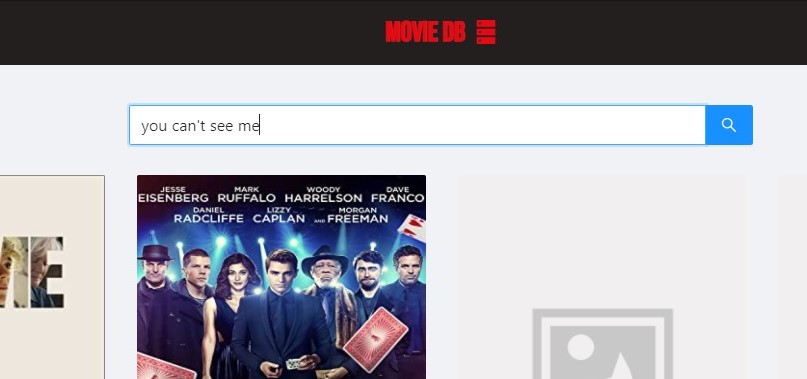 MOVIE DB
you can't see me
JESSE MARK WOODY DAVE
EISENBERG RUFFALO HARRELSON FRANCO
DANIEL LIZZY MORGAN
RADCLIFFE CAPLAN AND FREEMAN